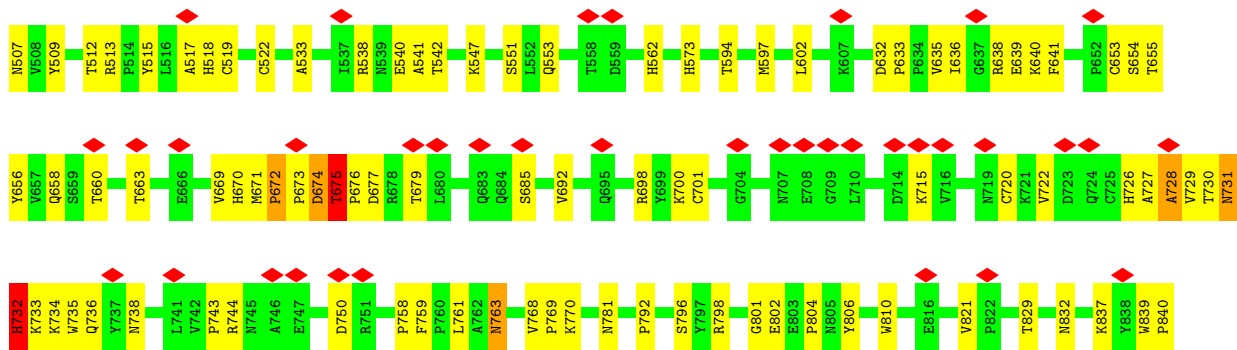 N507 V508 Y509 T512 R513 P514 Y515 L516 A517 H518 C519 C522 A533 I537 R538 N539 E540 A541 T542 K547 S551 L552 Q553 T558 D559 H562 H573 T594 M597 L602 K607 D632 P633 P634 V635 I636 G637 R638 E639 K640 F641 P652 C653 S654 T655
Y656 V657 Q658 S659 T660 T663 E666 V669 H670 M671 P672 P673 D674 T675 P676 D677 R678 T679 L680 Q683 Q684 S685 V692 Q695 R698 Y699 K700 C701 G704 N707 E708 G709 L710 D714 K715 V716 N719 C720 K721 V722 D723 Q724 C725 H726 A727 A728 V729 T730 N731
H732 K733 K734 W735 Q736 Y737 N738 L741 V742 P743 R744 N745 A746 E747 D750 R751 P758 F759 P760 L761 A762 N763 V768 P769 K770 N781 P792 S796 Y797 R798 G801 E802 E803 P804 N805 Y806 W810 E816 V821 P822 T829 N832 K837 Y838 W839 P840